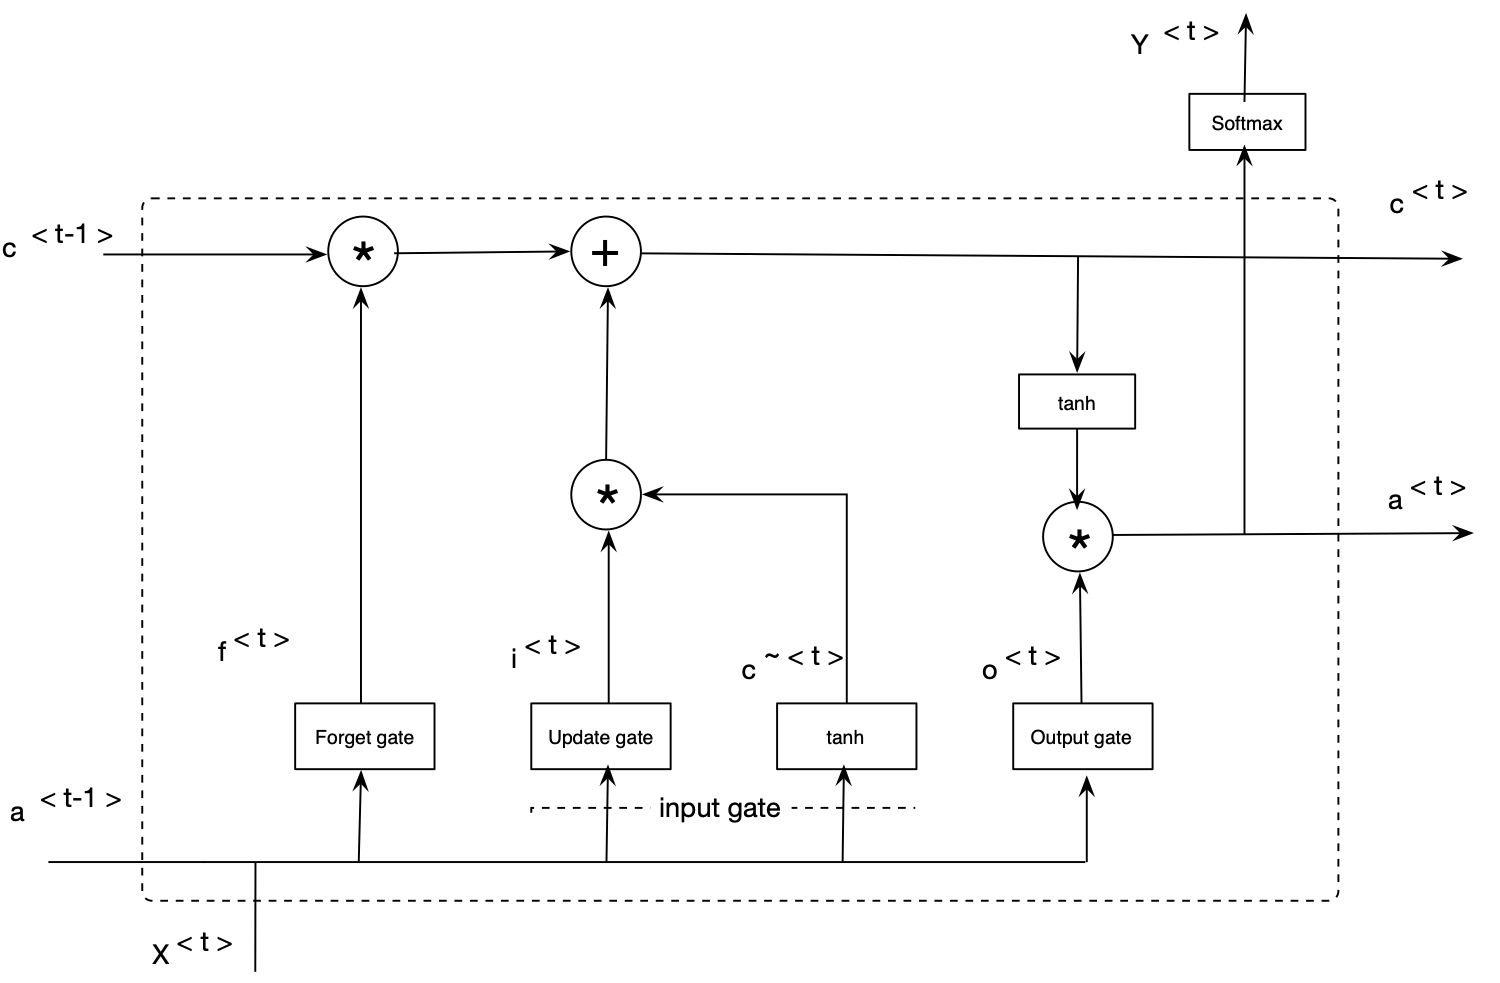 Y < t >
Softmax
c < t >
c < t-1 >
*
+
tanh
a < t >
*
*
f < t >
i < t >
c ~ < t >
o < t >
Forget gate
Update gate
tanh
Output gate
a < t-1 >
input gate
X < t >